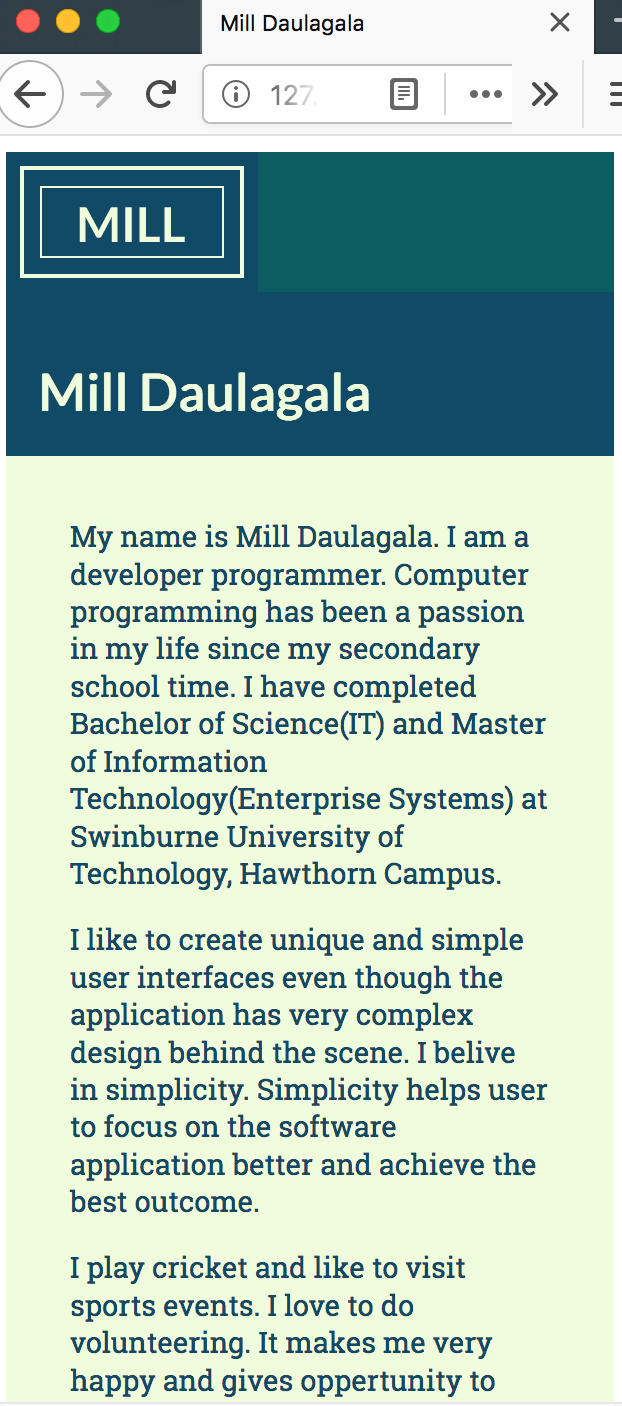 Mill Daulagala
127.
MILL
Mill Daulagala
My name is Mill Daulagala. I am a
developer programmer. Computer
programming has been a passion
in my life since my secondary
school time. I have completed
Bachelor of Science(IT) and Master
of Information
Technology(Enterprise Systems) at
Swinburne University of
Technology, Hawthorn Campus.
I like to create unique and simple
user interfaces even though the
application has very complex
design behind the scene. I belive
in simplicity. Simplicity helps user
to focus on the software
application better and achieve the
best outcome.
I play cricket and like to visit
sports events. I love to do
volunteering. It makes me very
happy and gives oppertunity to